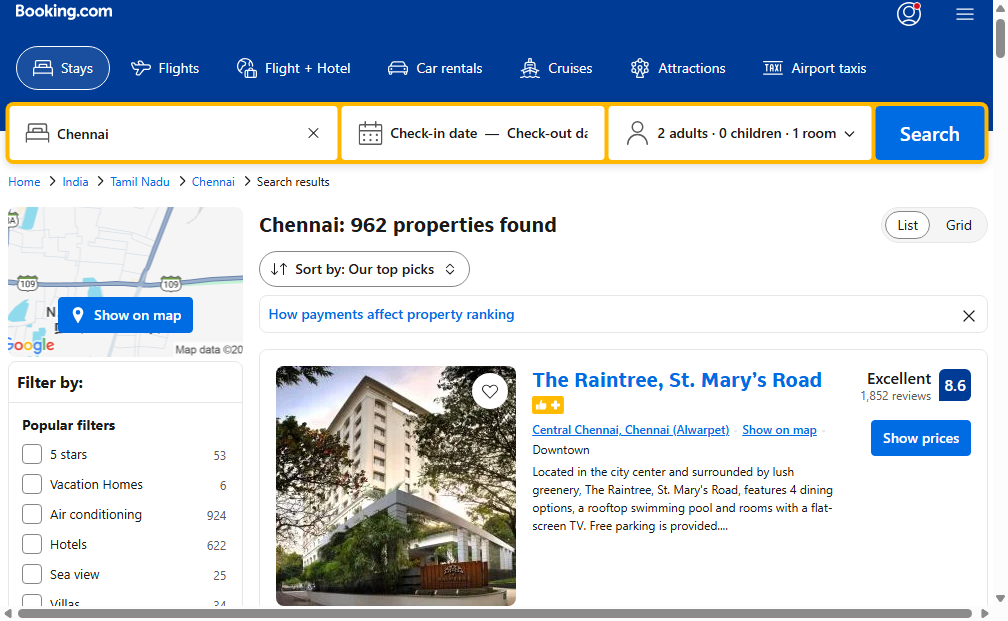 Booking.com
Stays
Flights
Flight + Hotel
Car rentals
Cruises
Attractions
TAXI
Airport taxis
Chennai
Check-in date — Check-out da
2 adults · 0 children · 1 room
Search
Home > India > Tamil Nadu > Chennai > Search results
109
109
N
Show on map
Google
Map data ©20
Chennai: 962 properties found
List
Grid
Sort by: Our top picks
How payments affect property ranking
Filter by:
Popular filters
5 stars 53
Vacation Homes 6
Air conditioning 924
Hotels 622
Sea view 25
Villas 34
The Raintree, St. Mary’s Road
Central Chennai, Chennai (Alwarpet) · Show on map ·
Downtown
Located in the city center and surrounded by lush
greenery, The Raintree, St. Mary's Road, features 4 dining
options, a rooftop swimming pool and rooms with a flat-
screen TV. Free parking is provided....
Excellent
1,852 reviews
8.6
Show prices